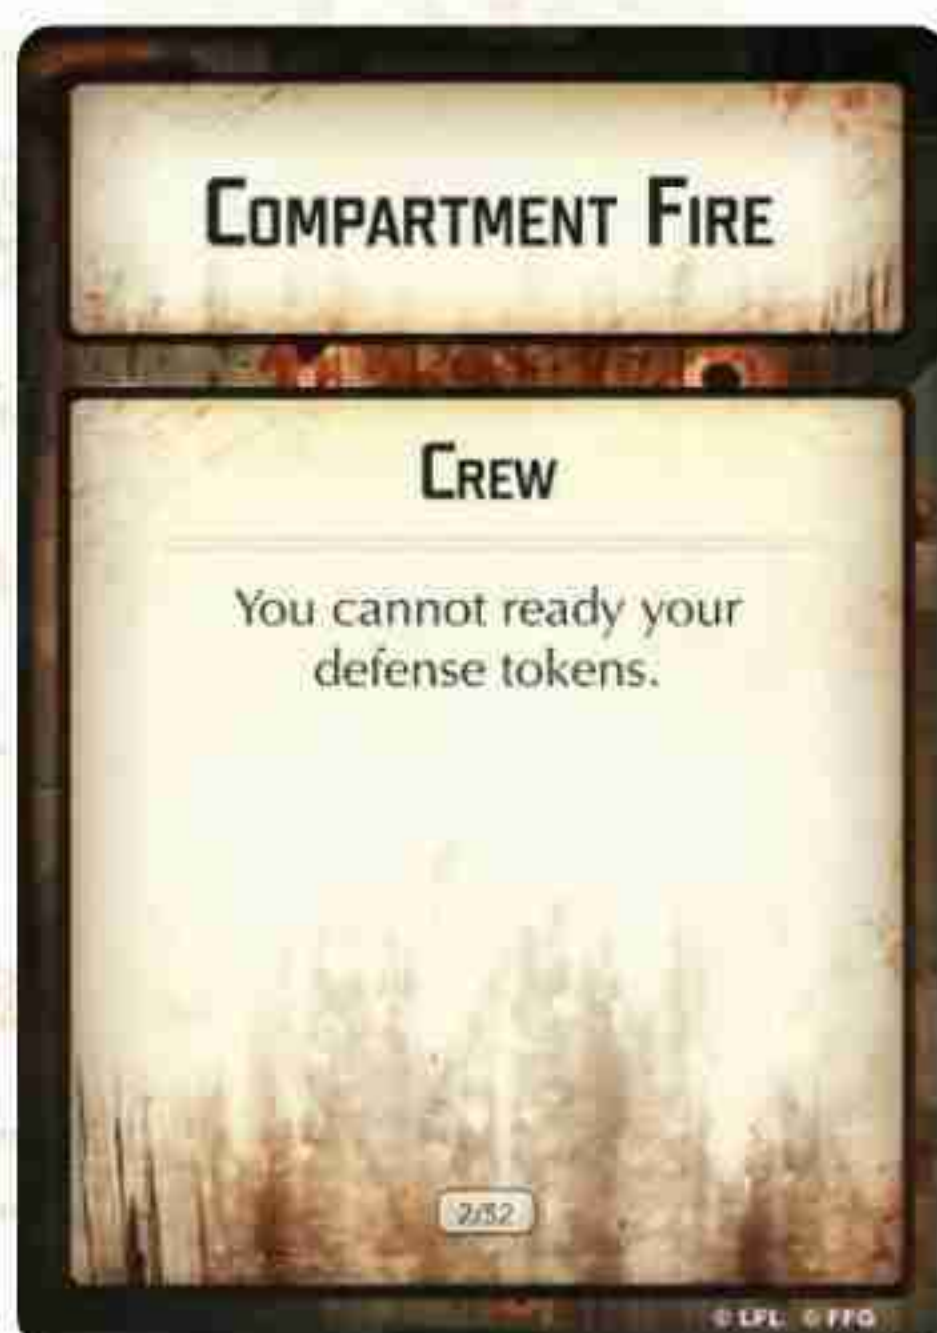 Compartment Fire
Crew
You cannot ready your
defense tokens.
2/52
© LFL © FFG